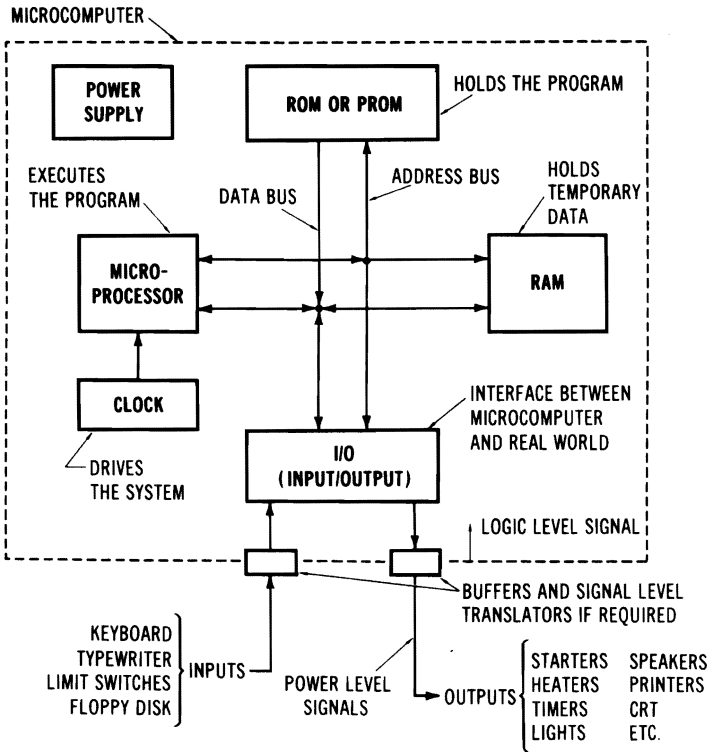 MICROCOMPUTER
POWER
SUPPLY
ROM OR PROM
HOLDS THE PROGRAM
EXECUTES
THE PROGRAM
DATA BUS
ADDRESS BUS
HOLDS
TEMPORARY
DATA
MICRO-
PROCESSOR
RAM
CLOCK
DRIVES
THE SYSTEM
I/O
(INPUT/OUTPUT)
INTERFACE BETWEEN
MICROCOMPUTER
AND REAL WORLD
LOGIC LEVEL SIGNAL
BUFFERS AND SIGNAL LEVEL
TRANSLATORS IF REQUIRED
KEYBOARD
TYPEWRITER
LIMIT SWITCHES
FLOPPY DISK
INPUTS
POWER LEVEL
SIGNALS
OUTPUTS
STARTERS SPEAKERS
HEATERS PRINTERS
TIMERS CRT
LIGHTS ETC.